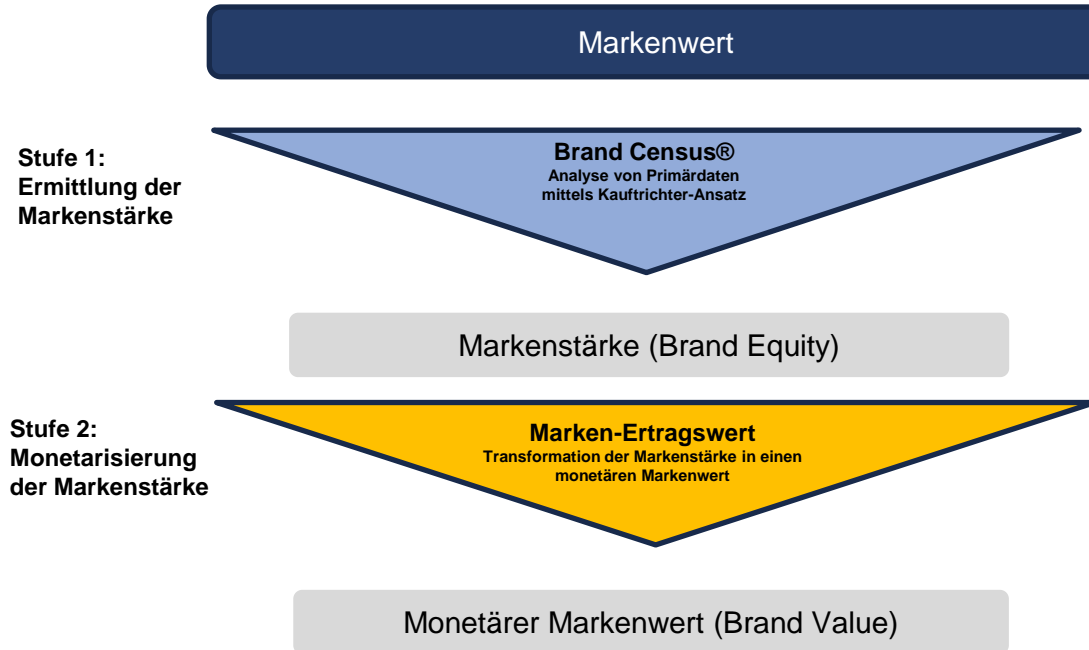 Markenwert
Stufe 1:
Ermittlung der
Markenstärke
Brand Census®
Analyse von Primärdaten
mittels Kauftrichter-Ansatz
Markenstärke (Brand Equity)
Stufe 2:
Monetarisierung
der Markenstärke
Marken-Ertragswert
Transformation der Markenstärke in einen
monetären Markenwert
Monetärer Markenwert (Brand Value)